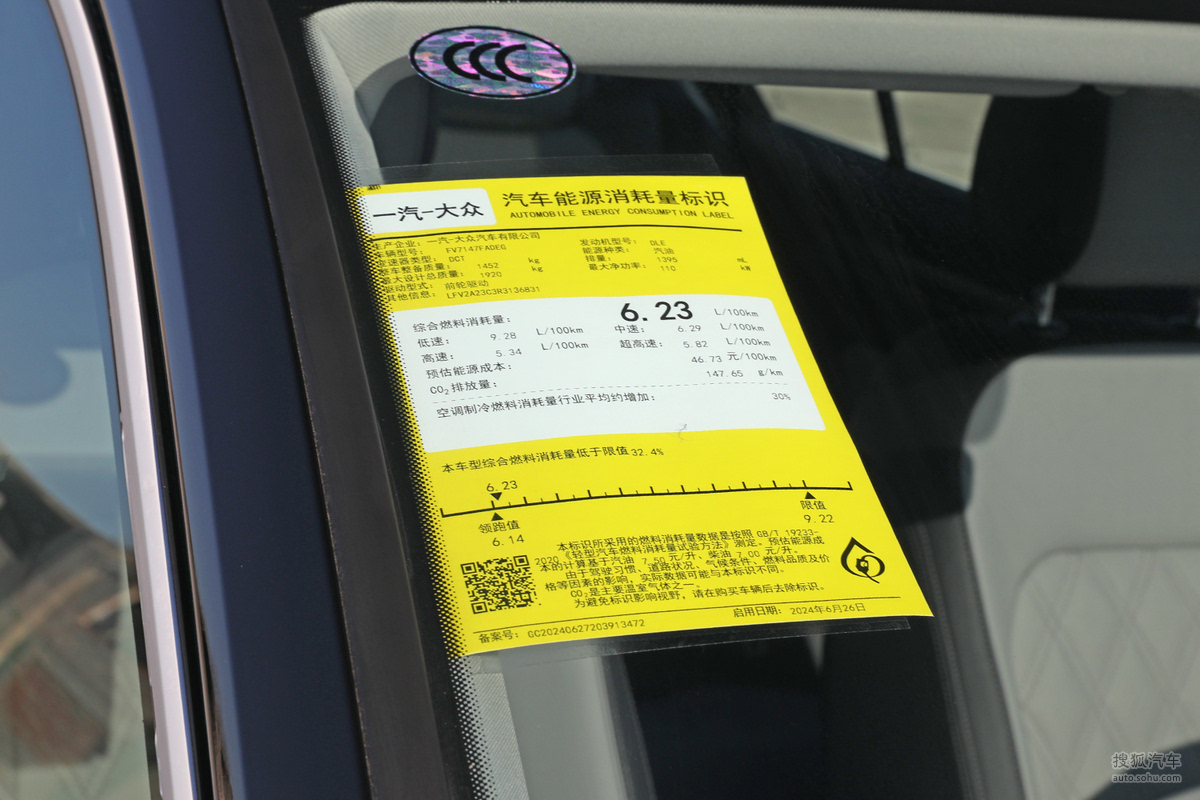 CCC
一汽-大众
汽车能源消耗量标识
AUTOMOBILE ENERGY CONSUMPTION LABEL
生产企业: 一汽-大众汽车有限公司
车辆型号: FV7147FADEG 发动机型号: DLE
变速器类型: DCT 能源种类: 汽油
整车整备质量: 1452 kg 排量: 1395 mL
最大设计总质量: 1920 kg 最大净功率: 110 kW
驱动型式: 前轮驱动
其他信息: LFV2A23C3R3136831
综合燃料消耗量: 6.23 L/100km
低速: 9.28 L/100km 中速: 6.29 L/100km
高速: 5.34 L/100km 超高速: 5.82 L/100km
预估能源成本: 46.73 元/100km
CO₂排放量: 147.65 g/km
空调制冷燃料消耗量行业平均约增加: 30%
本车型综合燃料消耗量低于限值32.4%
6.23
领跑值 限值
6.14 9.22
本标识所采用的燃料消耗量数据是按照 GB/T 19233-
2020《轻型汽车燃料消耗量试验方法》测定。预估能源成
本的计算基于汽油 7.50 元/升、柴油 7.00 元/升。
由于驾驶习惯、道路状况、气候条件、燃料品质及价
格等因素的影响，实际数据可能与本标识不同。
CO₂是主要温室气体之一。
为避免标识影响视野，请在购买车辆后去除标识。
备案号: GC20240627203913472 启用日期: 2024年6月26日
搜狐汽车
auto.sohu.com